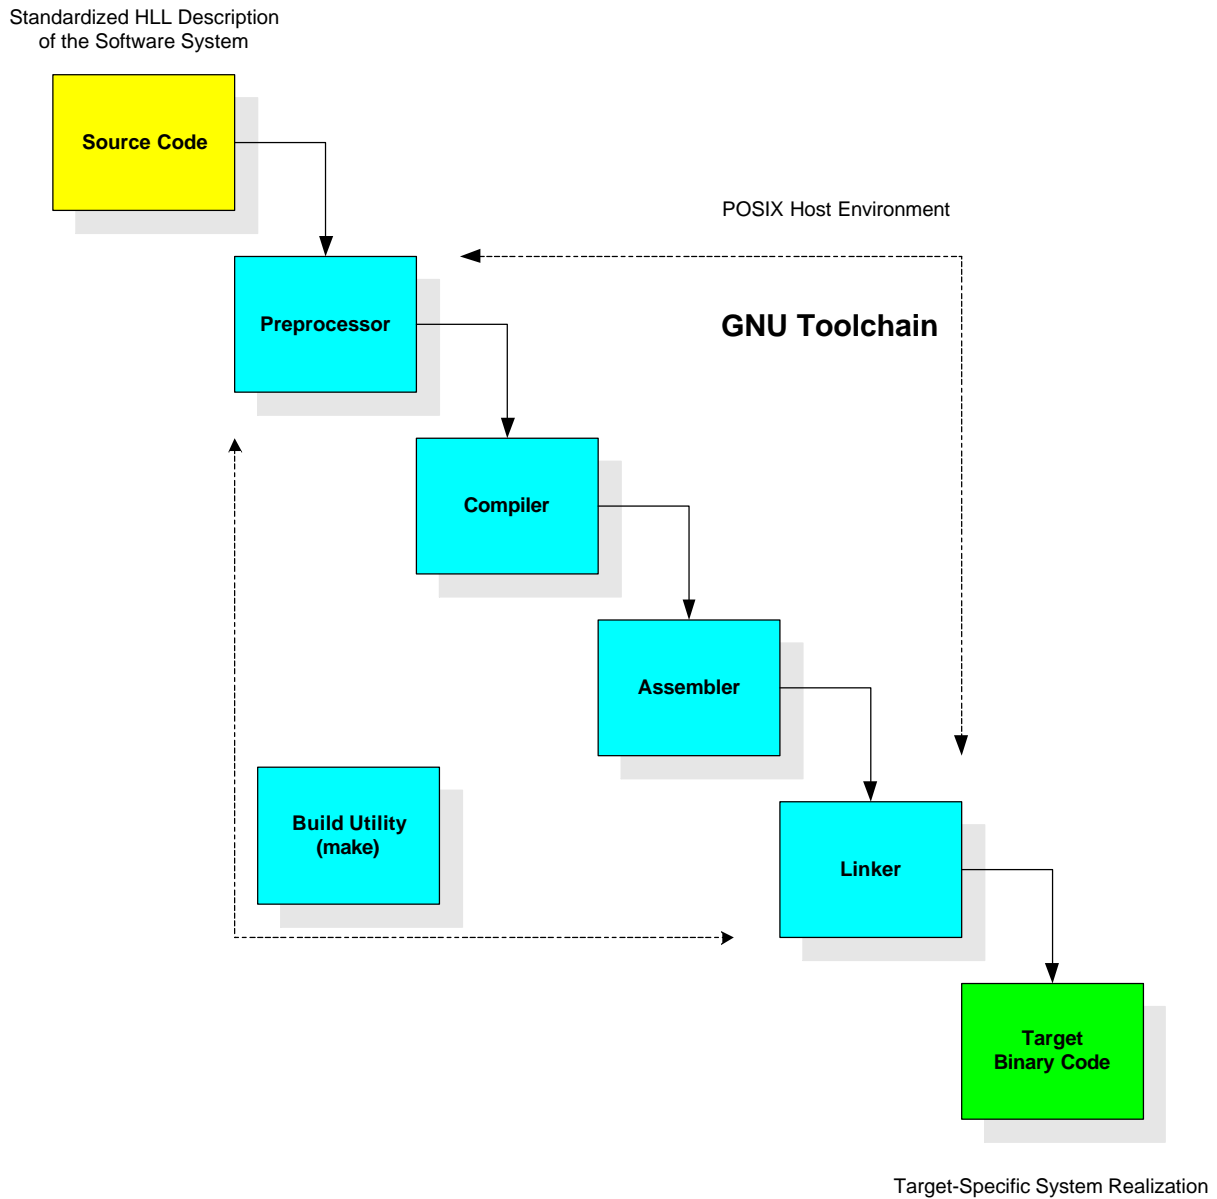 Standardized HLL Description
of the Software System
Source Code
POSIX Host Environment
Preprocessor
GNU Toolchain
Compiler
Assembler
Build Utility
(make)
Linker
Target
Binary Code
Target-Specific System Realization